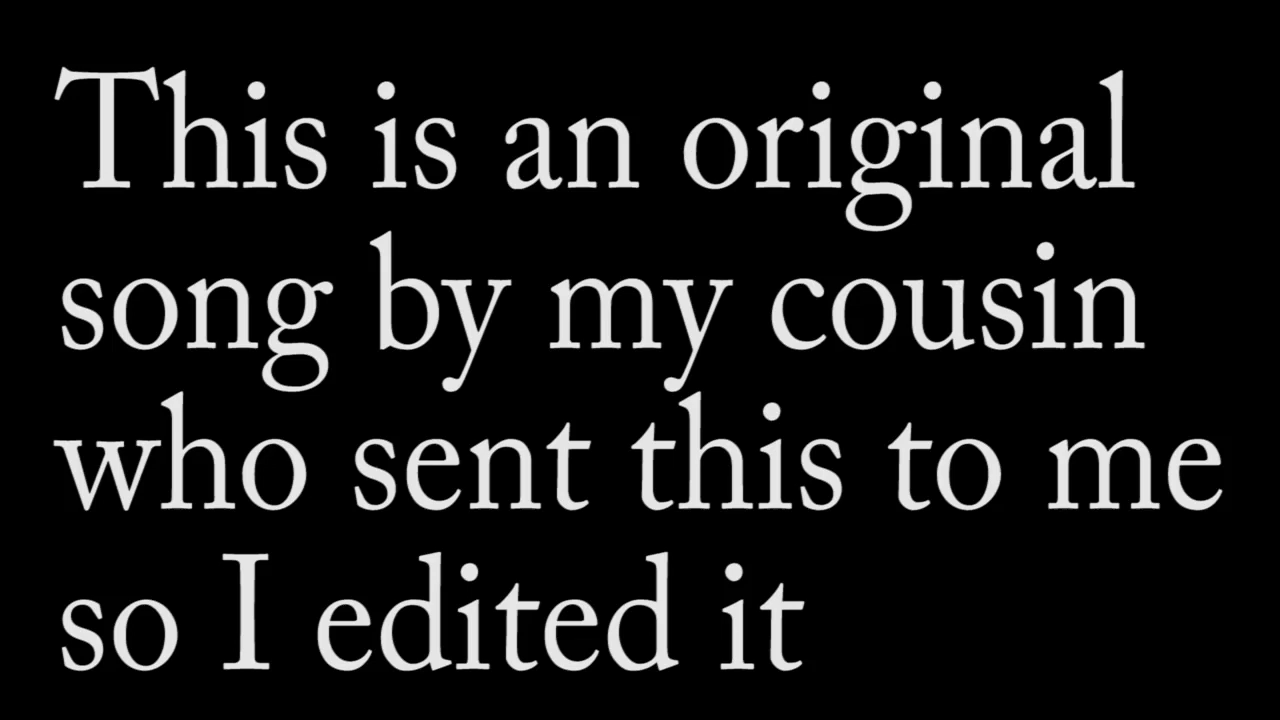 This is an original
song by my cousin
who sent this to me
so I edited it